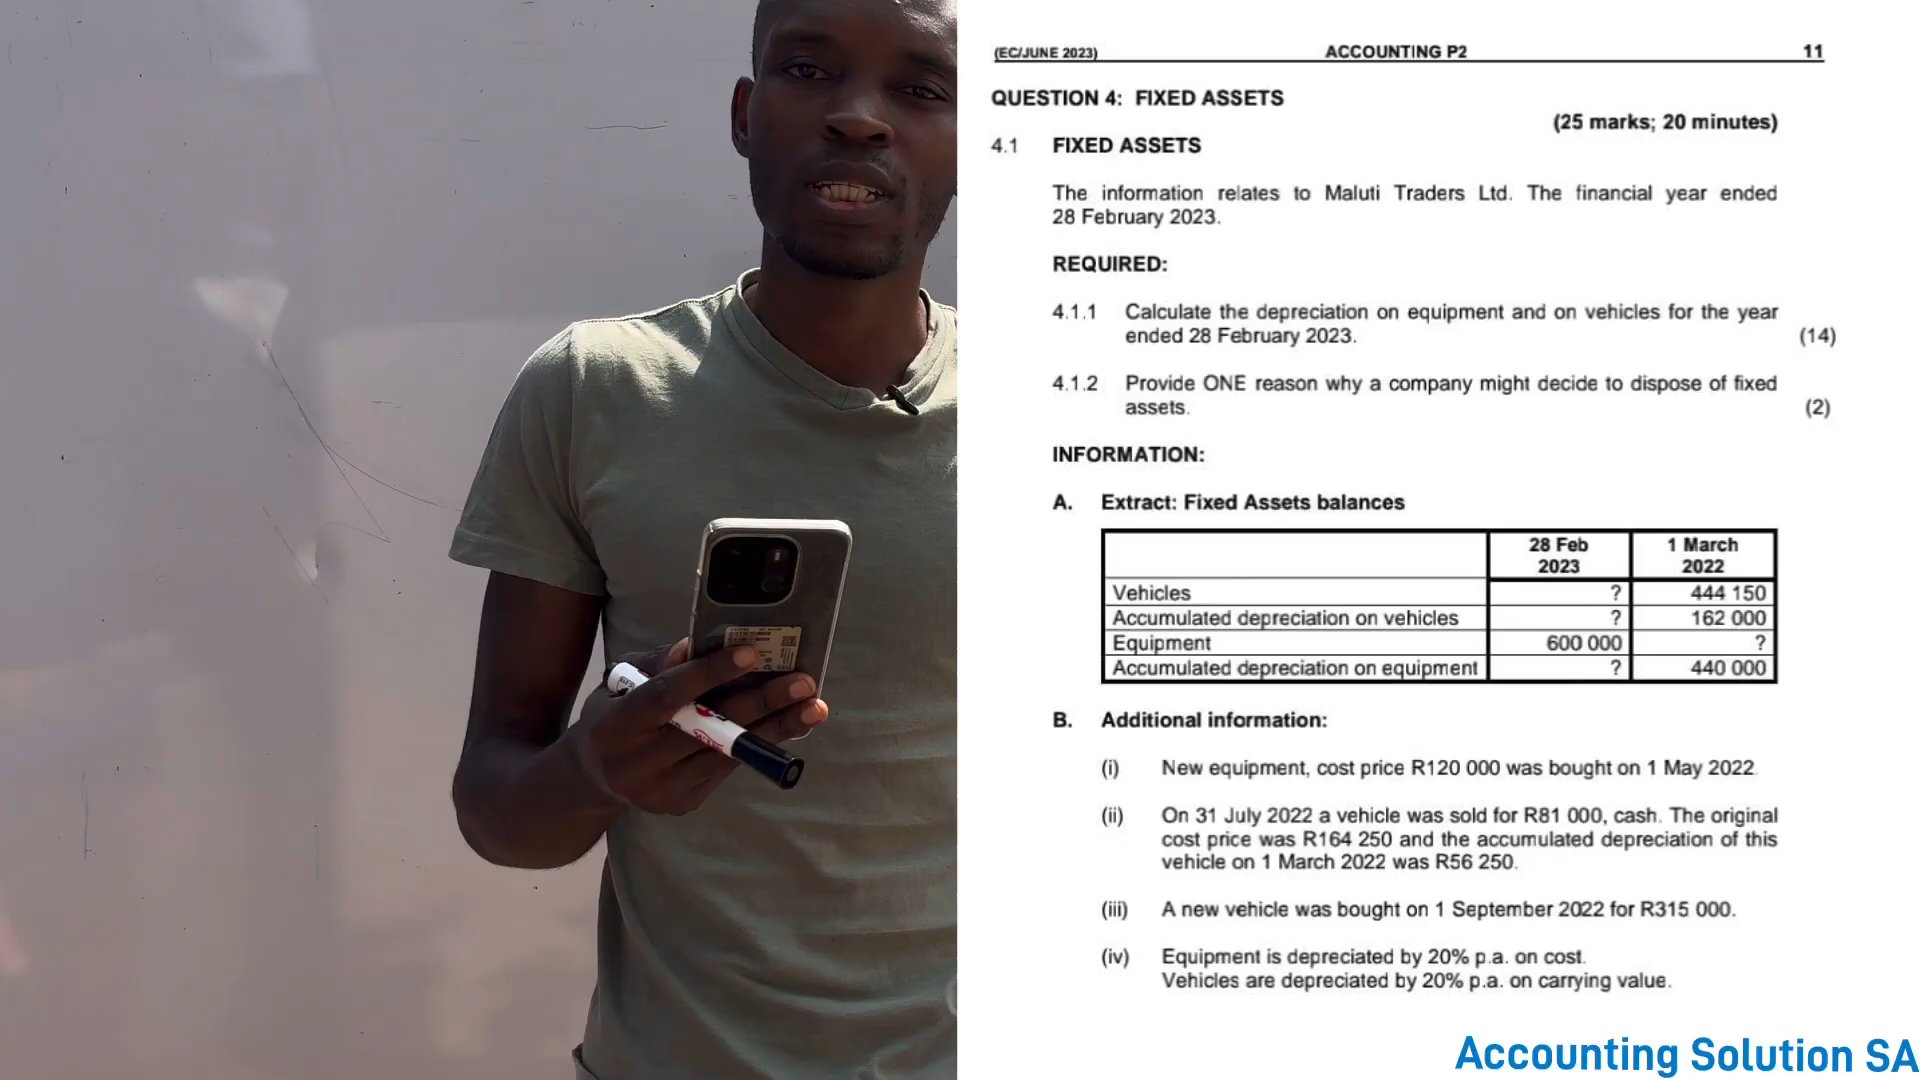 (EC/JUNE 2023) ACCOUNTING P2 11
QUESTION 4: FIXED ASSETS
(25 marks; 20 minutes)
4.1 FIXED ASSETS
The information relates to Maluti Traders Ltd. The financial year ended
28 February 2023.
REQUIRED:
4.1.1 Calculate the depreciation on equipment and on vehicles for the year
ended 28 February 2023. (14)
4.1.2 Provide ONE reason why a company might decide to dispose of fixed
assets. (2)
INFORMATION:
A. Extract: Fixed Assets balances
28 Feb 2023 1 March 2022
Vehicles ? 444 150
Accumulated depreciation on vehicles ? 162 000
Equipment 600 000 ?
Accumulated depreciation on equipment ? 440 000
B. Additional information:
(i) New equipment, cost price R120 000 was bought on 1 May 2022.
(ii) On 31 July 2022 a vehicle was sold for R81 000, cash. The original
cost price was R164 250 and the accumulated depreciation of this
vehicle on 1 March 2022 was R56 250.
(iii) A new vehicle was bought on 1 September 2022 for R315 000.
(iv) Equipment is depreciated by 20% p.a. on cost.
Vehicles are depreciated by 20% p.a. on carrying value.
Accounting Solution SA